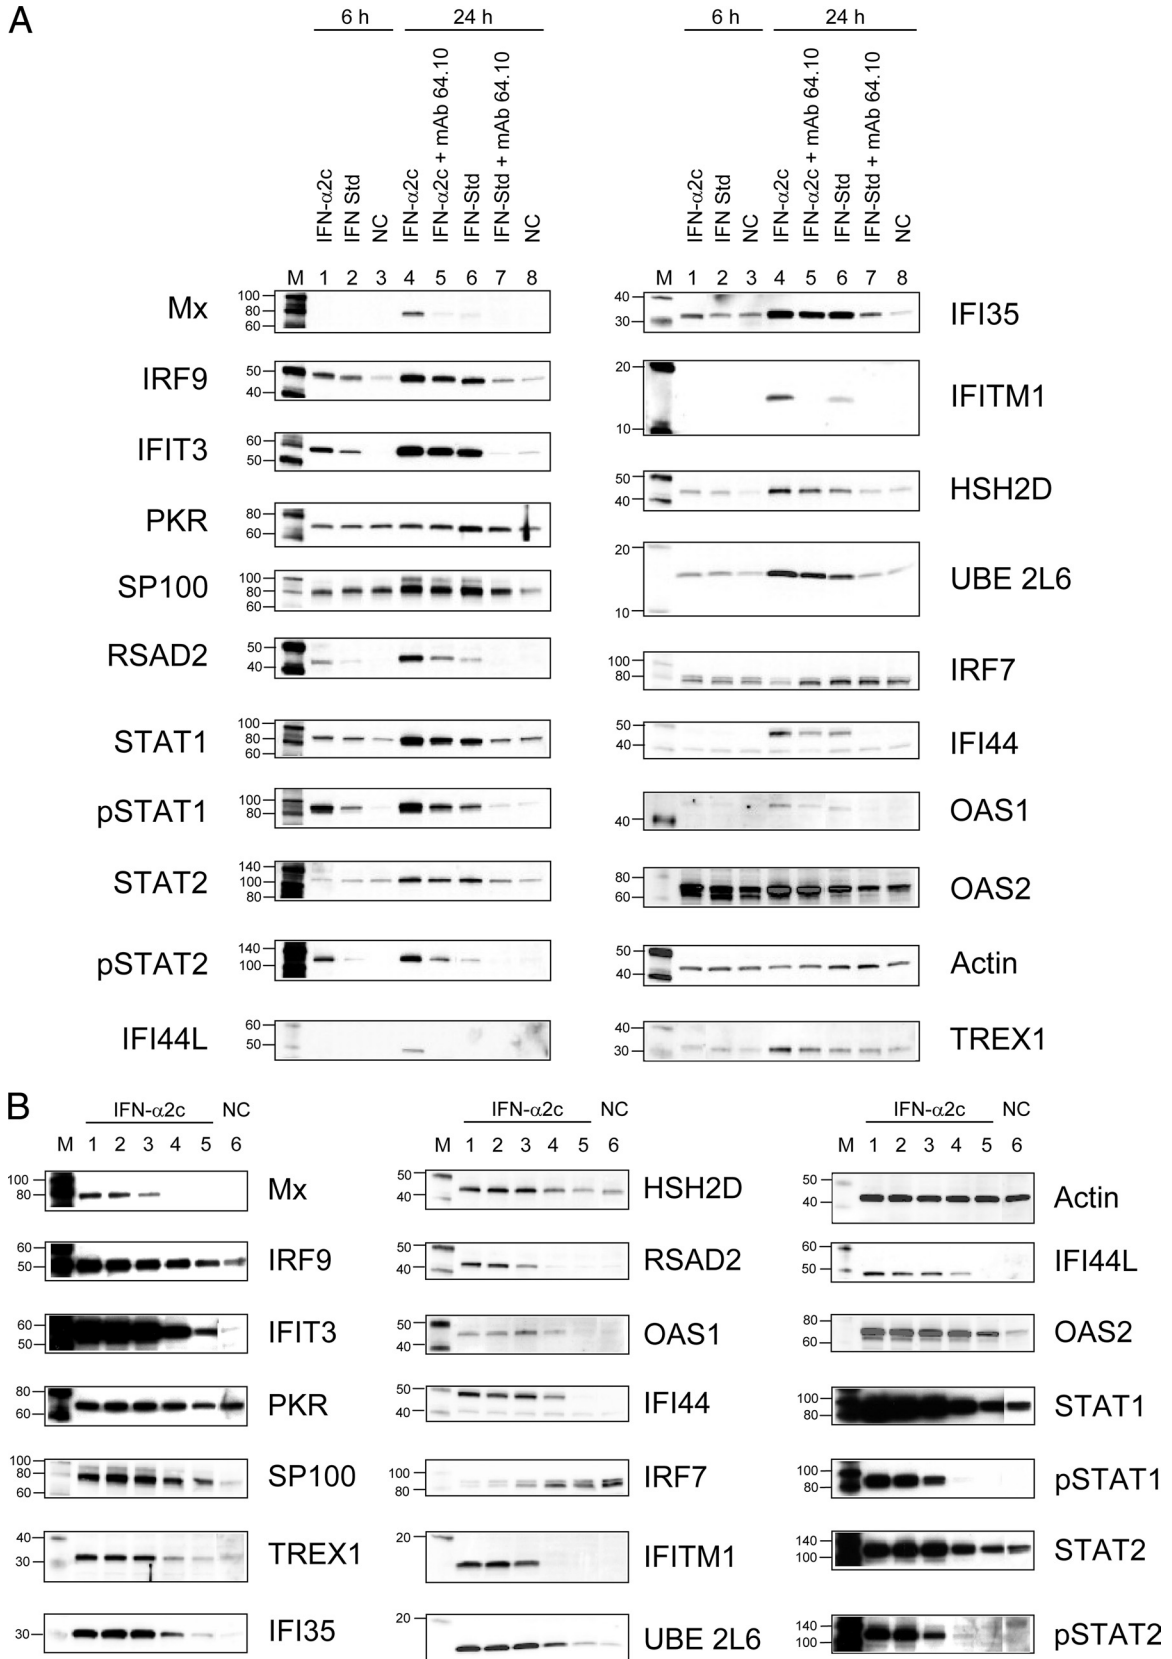 A
6 h 24 h 6 h 24 h
IFN-α2c
IFN Std
NC
IFN-α2c
IFN-α2c + mAb 64.10
IFN-Std
IFN-Std + mAb 64.10
NC
IFN-α2c
IFN Std
NC
IFN-α2c
IFN-α2c + mAb 64.10
IFN-Std
IFN-Std + mAb 64.10
NC
M 1 2 3 4 5 6 7 8 M 1 2 3 4 5 6 7 8
Mx 100 80 60
IRF9 50 40
IFIT3 60 50
PKR 80 60
SP100 100 80 60
RSAD2 50 40
STAT1 100 80 60
pSTAT1 100 80
STAT2 140 100 80
pSTAT2 140 100
IFI44L 60 50
40 30 IFI35
20 10 IFITM1
50 40 HSH2D
20 10 UBE 2L6
100 80 IRF7
50 40 IFI44
40 OAS1
80 60 OAS2
50 40 Actin
40 30 TREX1
B
IFN-α2c NC IFN-α2c NC IFN-α2c NC
M 1 2 3 4 5 6 M 1 2 3 4 5 6 M 1 2 3 4 5 6
100 80 Mx
60 50 IRF9
60 50 IFIT3
80 60 PKR
100 80 60 SP100
40 30 TREX1
30 IFI35
50 40 HSH2D
50 40 RSAD2
50 40 OAS1
50 40 IFI44
100 80 IRF7
20 IFITM1
20 UBE 2L6
50 40 Actin
60 50 IFI44L
80 60 OAS2
100 80 STAT1
100 80 pSTAT1
140 100 STAT2
140 100 pSTAT2